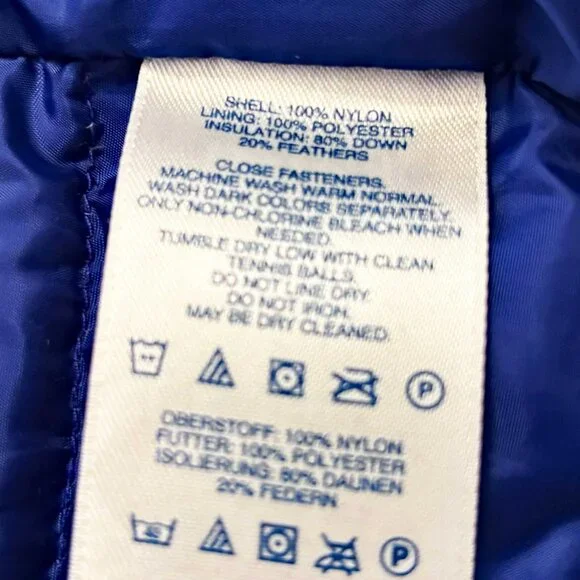 SHELL: 100% NYLON
LINING: 100% POLYESTER
INSULATION: 80% DOWN
20% FEATHERS
CLOSE FASTENERS.
MACHINE WASH WARM NORMAL.
WASH DARK COLORS SEPARATELY.
ONLY NON-CHLORINE BLEACH WHEN
NEEDED.
TUMBLE DRY LOW WITH CLEAN
TENNIS BALLS.
DO NOT LINE DRY.
DO NOT IRON.
MAY BE DRY CLEANED.
P
OBERSTOFF: 100% NYLON
FUTTER: 100% POLYESTER
ISOLIERUNG: 80% DAUNEN
20% FEDERN
40
P